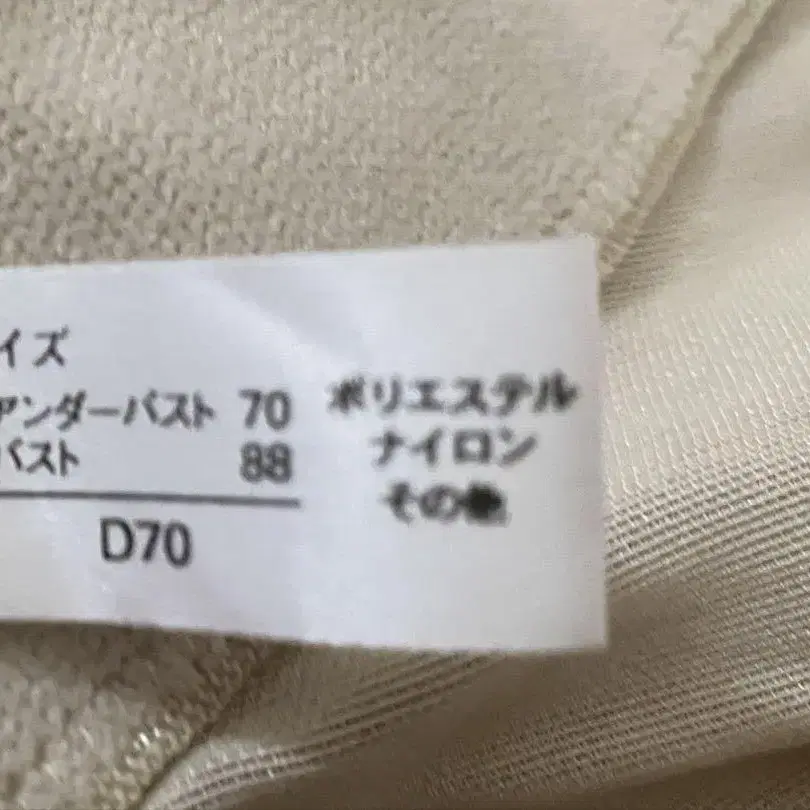 イズ
アンダーバスト 70
バスト 88
D70
ポリエステル
ナイロン
その他